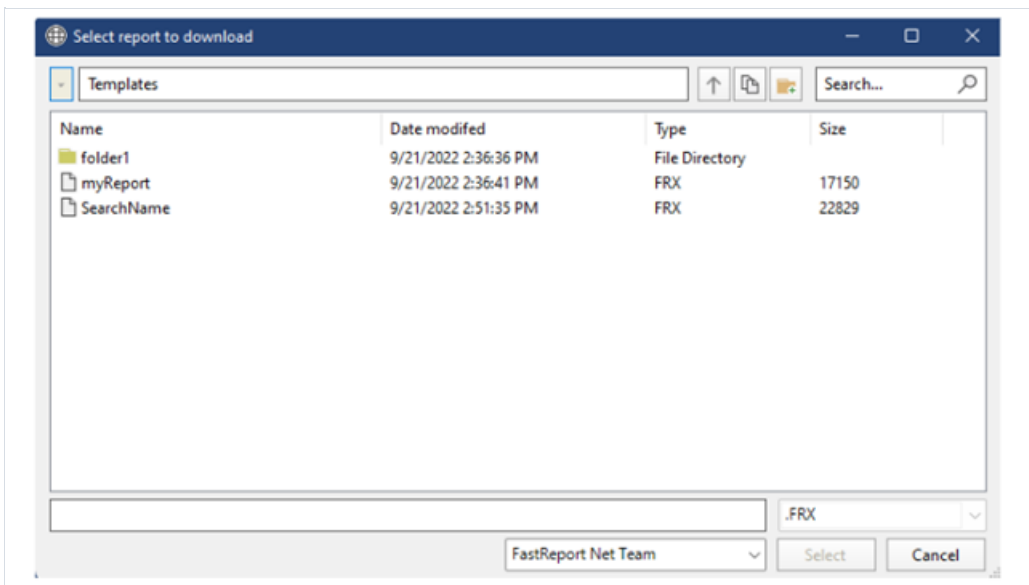 Select report to download
Templates
Search...
Name Date modifed Type Size
folder1 9/21/2022 2:36:36 PM File Directory
myReport 9/21/2022 2:36:41 PM FRX 17150
SearchName 9/21/2022 2:51:35 PM FRX 22829
.FRX
FastReport Net Team Select Cancel